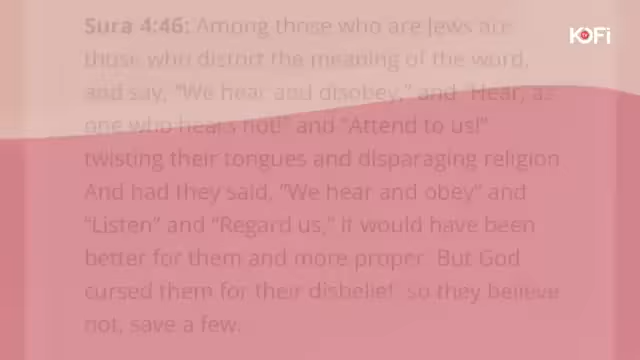 KOFi
TV
Sura 4:46: Among those who are Jews are
those who distort the meaning of the word,
and say, "We hear and disobey," and "Hear, as
one who hears not!" and "Attend to us!"
twisting their tongues and disparaging religion
And had they said, "We hear and obey" and
"Listen" and "Regard us," it would have been
better for them and more proper. But God
cursed them for their disbelief, so they believe
not, save a few.